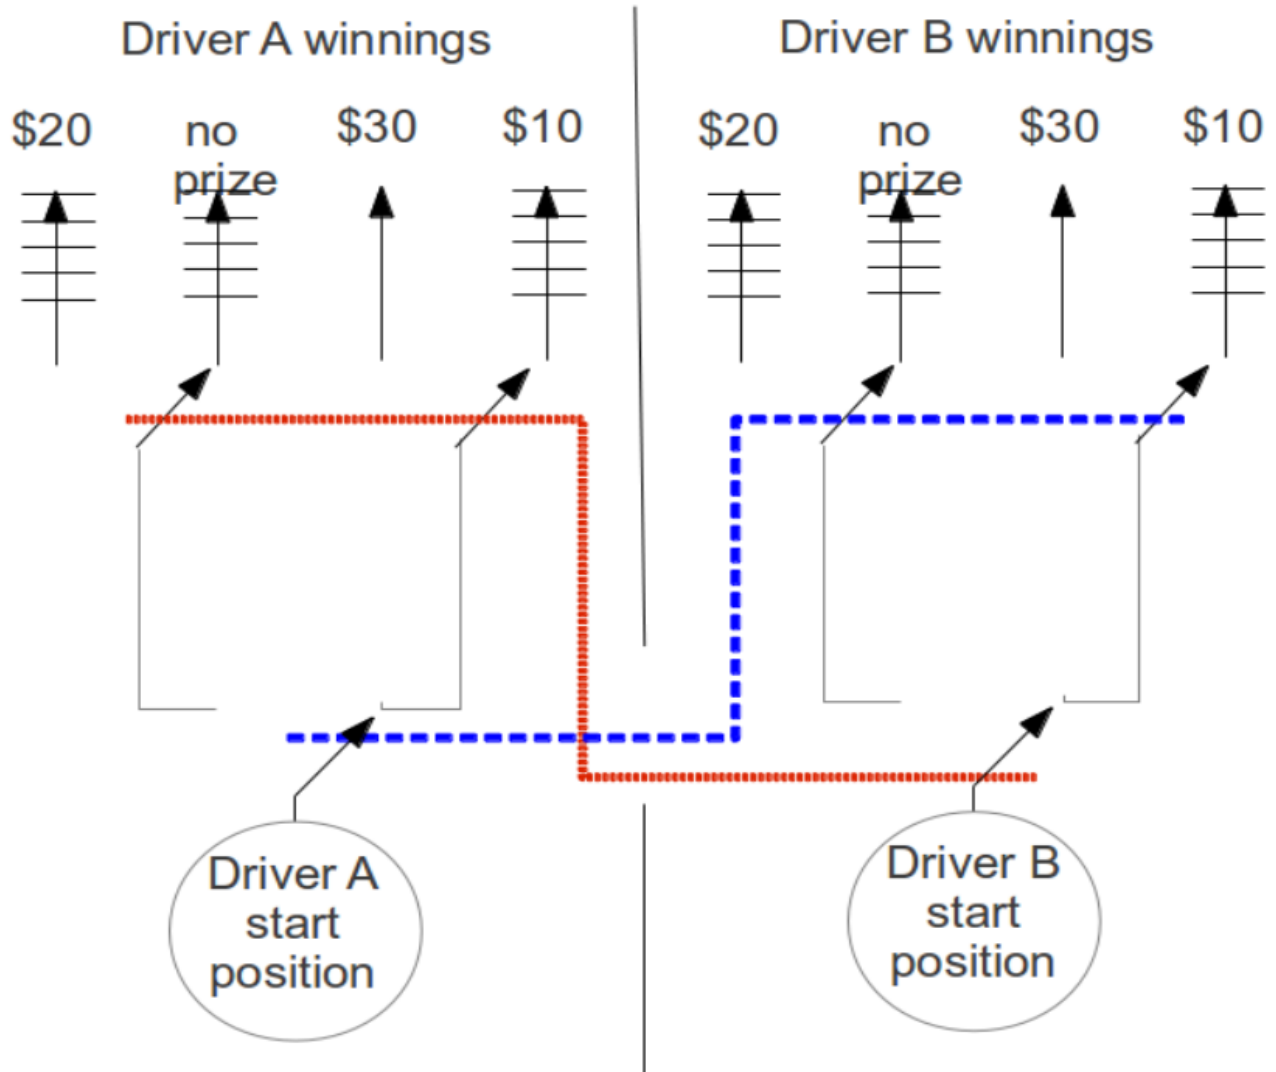 Driver A winnings
Driver B winnings
$20
no
prize
$30
$10
$20
no
prize
$30
$10
Driver A
start
position
Driver B
start
position